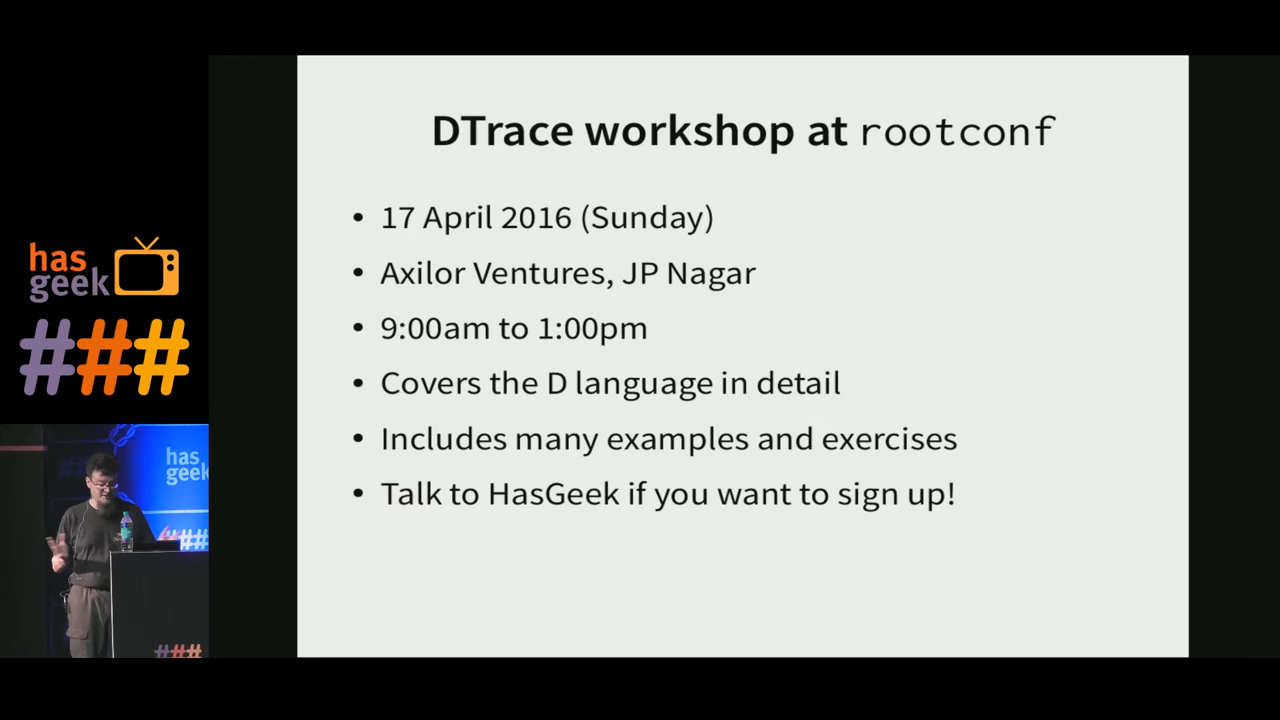 DTrace workshop at rootconf
• 17 April 2016 (Sunday)
• Axilor Ventures, JP Nagar
• 9:00am to 1:00pm
• Covers the D language in detail
• Includes many examples and exercises
• Talk to HasGeek if you want to sign up!
has
geek
###
has
geek
###
###